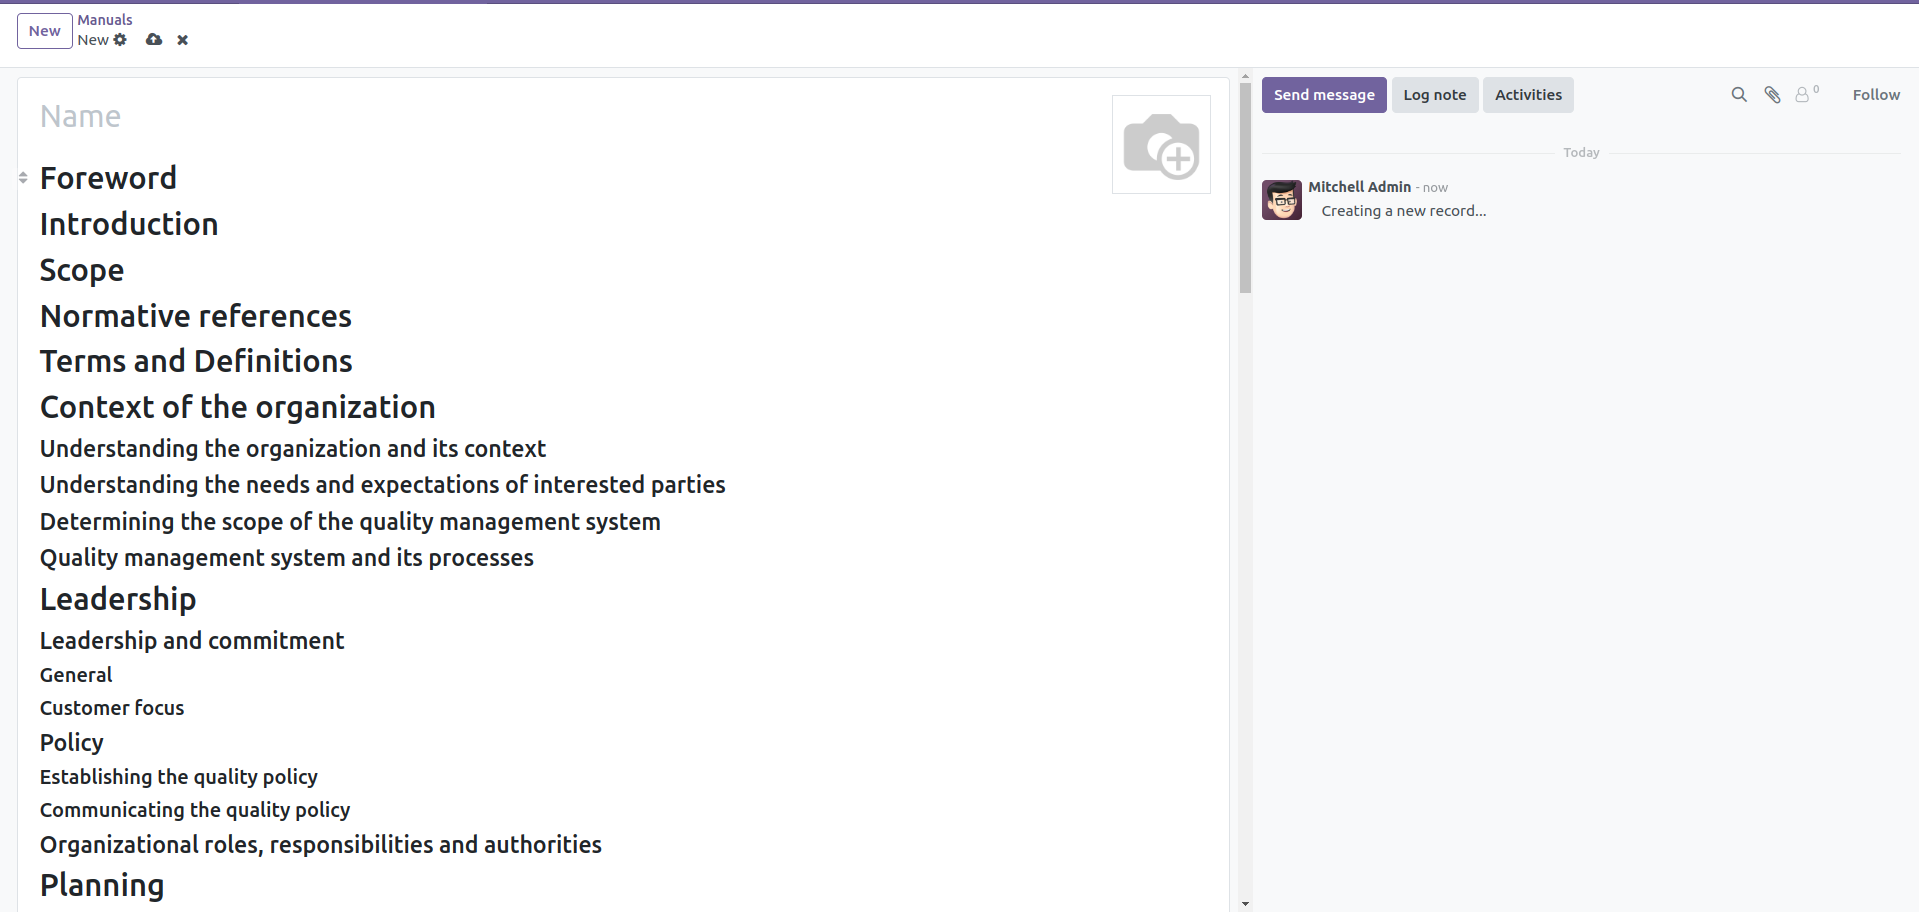 New
Manuals
New
Name
Foreword
Introduction
Scope
Normative references
Terms and Definitions
Context of the organization
Understanding the organization and its context
Understanding the needs and expectations of interested parties
Determining the scope of the quality management system
Quality management system and its processes
Leadership
Leadership and commitment
General
Customer focus
Policy
Establishing the quality policy
Communicating the quality policy
Organizational roles, responsibilities and authorities
Planning
Send message Log note Activities 0 Follow
Today
Mitchell Admin - now
Creating a new record...